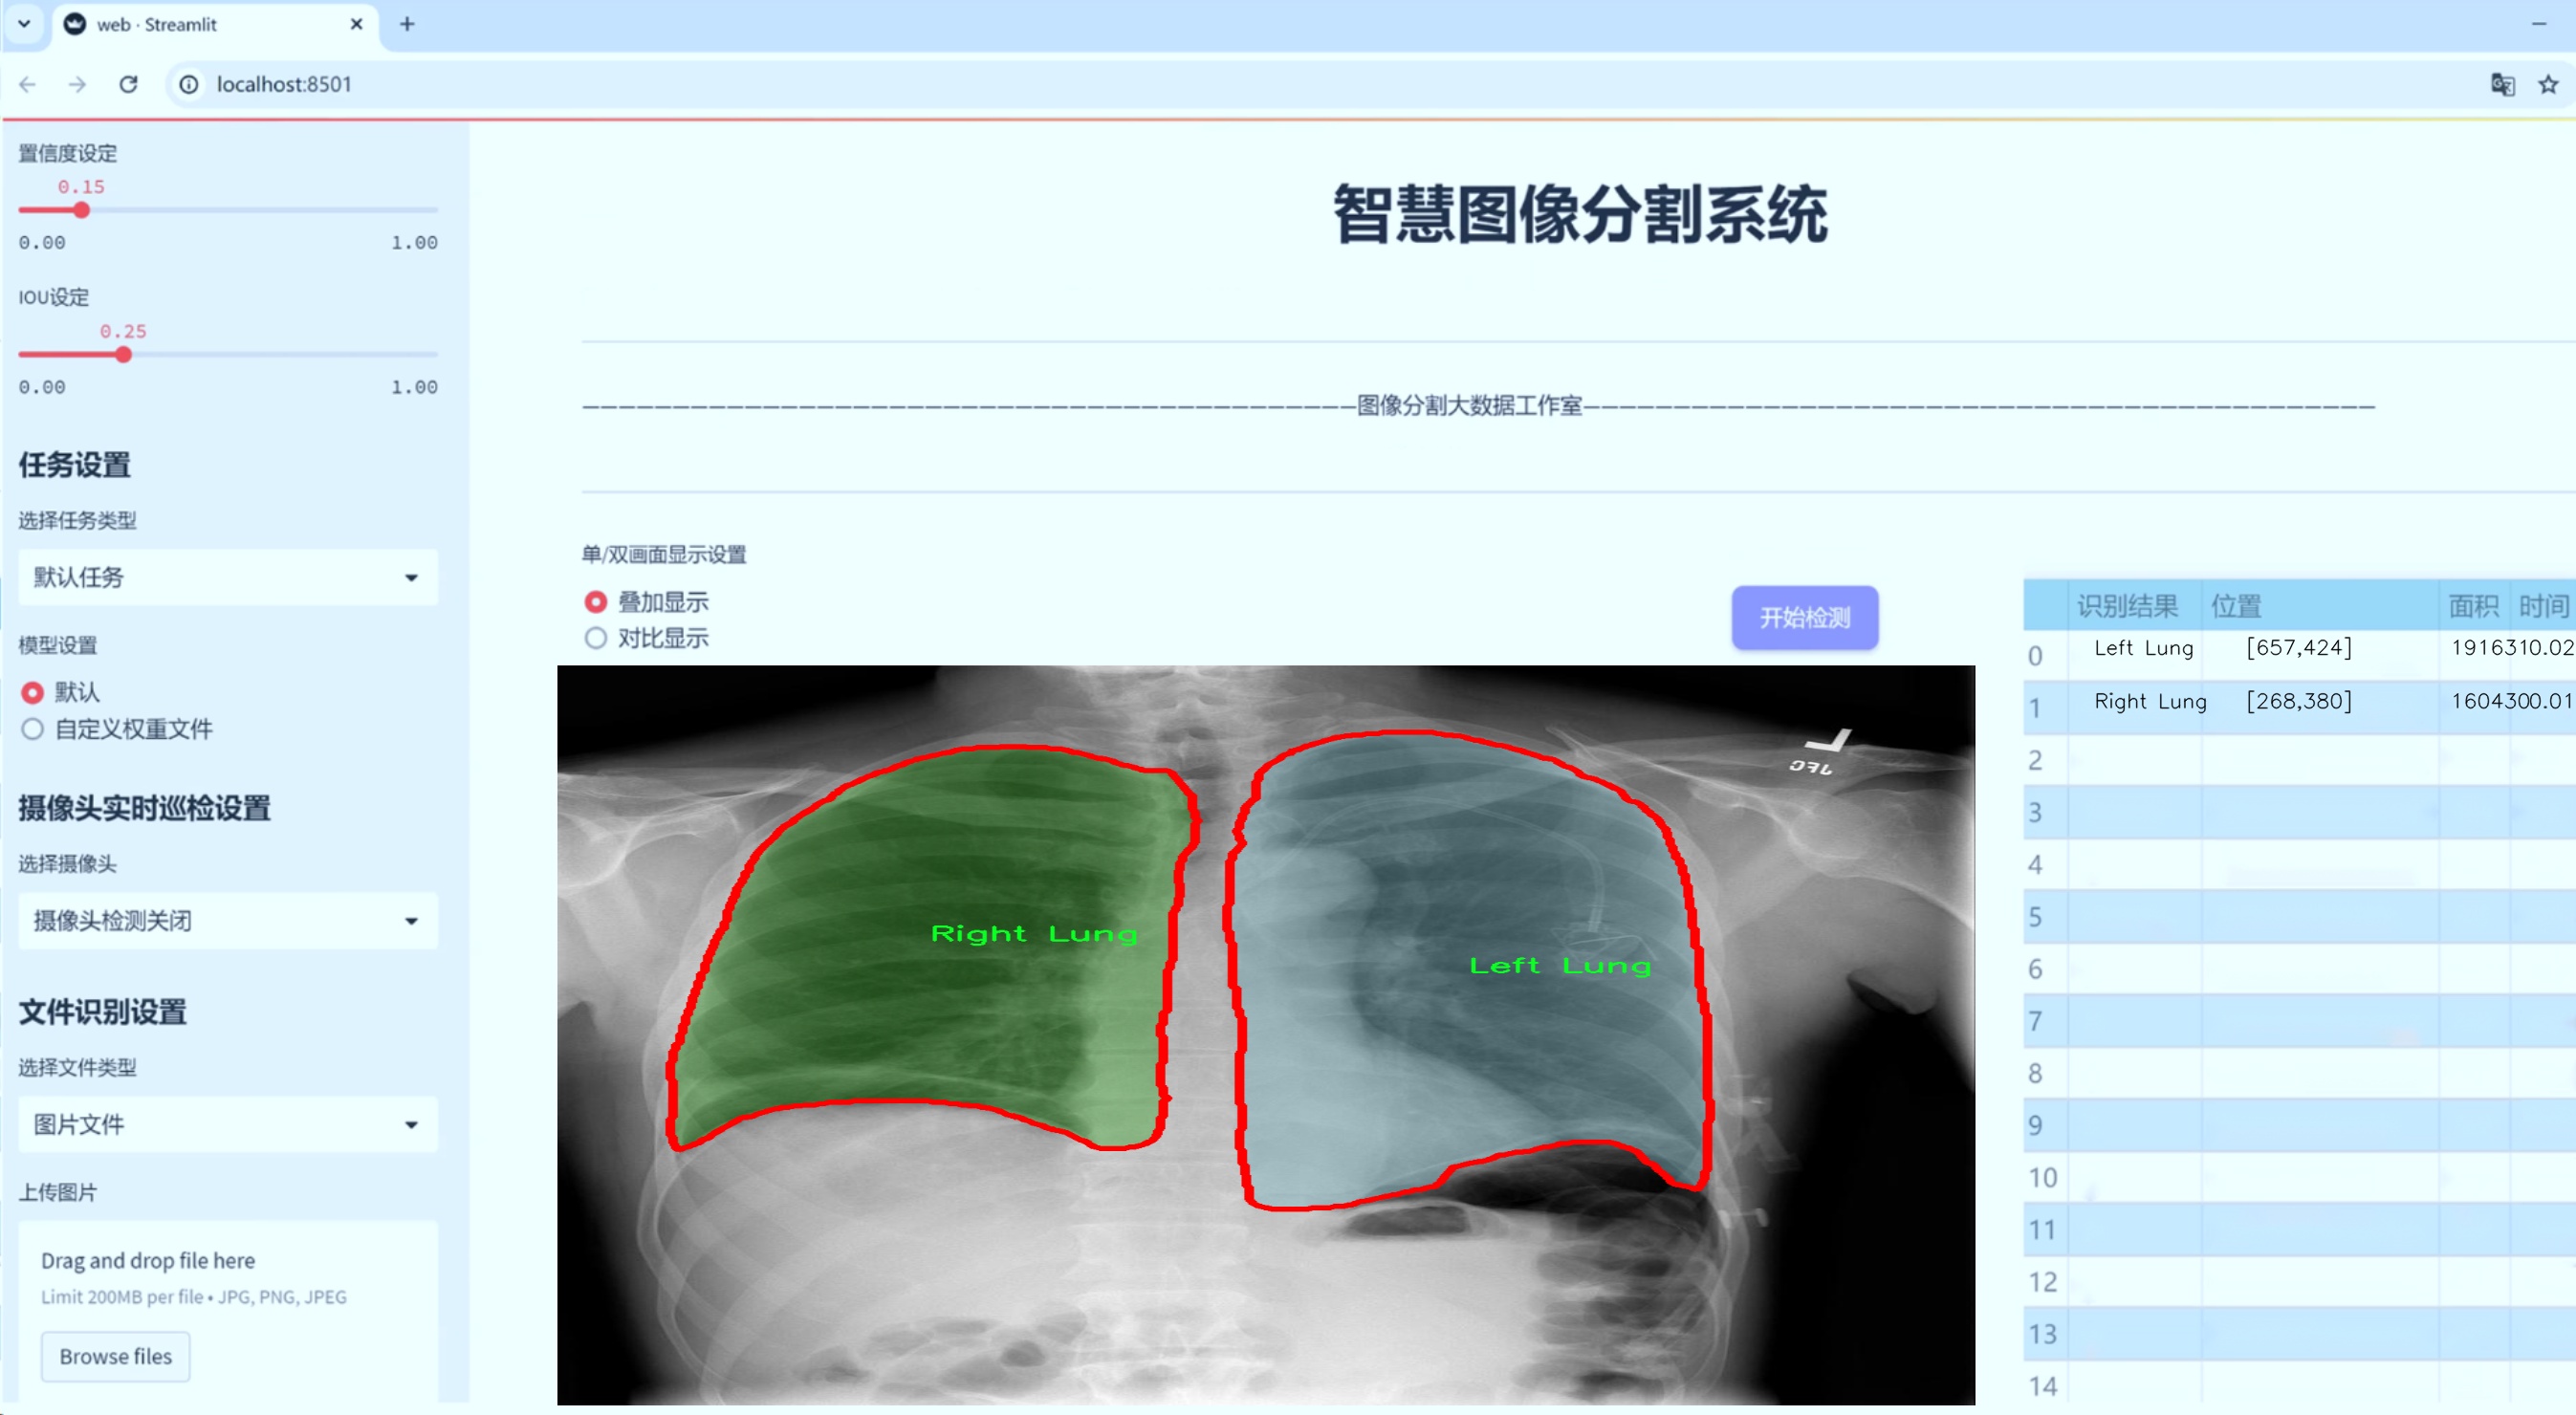 web · Streamlit
localhost:8501
置信度设定
0.15
0.00 1.00
IOU设定
0.25
0.00 1.00
任务设置
选择任务类型
默认任务
模型设置
默认
自定义权重文件
摄像头实时巡检设置
选择摄像头
摄像头检测关闭
文件识别设置
选择文件类型
图片文件
上传图片
Drag and drop file here
Limit 200MB per file • JPG, PNG, JPEG
Browse files
智慧图像分割系统
图像分割大数据工作室
单/双画面显示设置
叠加显示
对比显示
开始检测
Right Lung
Left Lung
L
识别结果 位置 面积 时间
0 Left Lung [657,424] 1916310.02
1 Right Lung [268,380] 1604300.01
2
3
4
5
6
7
8
9
10
11
12
13
14